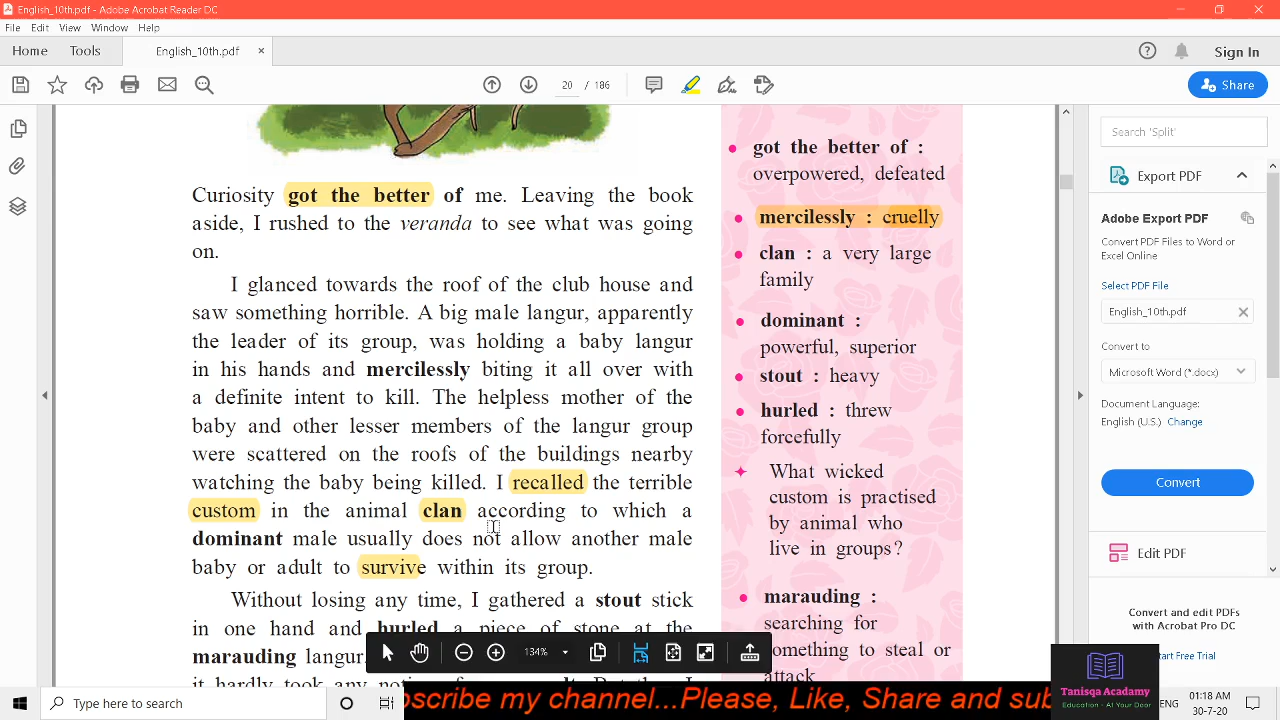 English_10th.pdf - Adobe Acrobat Reader DC
File Edit View Window Help
Home Tools English_10th.pdf × Sign In
20 / 186 Share
Curiosity got the better of me. Leaving the book
aside, I rushed to the veranda to see what was going
on.
I glanced towards the roof of the club house and
saw something horrible. A big male langur, apparently
the leader of its group, was holding a baby langur
in his hands and mercilessly biting it all over with
a definite intent to kill. The helpless mother of the
baby and other lesser members of the langur group
were scattered on the roofs of the buildings nearby
watching the baby being killed. I recalled the terrible
custom in the animal clan according to which a
dominant male usually does not allow another male
baby or adult to survive within its group.
Without losing any time, I gathered a stout stick
in one hand and hurled a piece of stone at the
marauding langur.
it hardly took any
got the better of :
overpowered, defeated
mercilessly : cruelly
clan : a very large
family
dominant :
powerful, superior
stout : heavy
hurled : threw
forcefully
What wicked
custom is practised
by animal who
live in groups?
marauding :
searching for
something to steal or
attack
Search 'Split'
Export PDF
Adobe Export PDF
Convert PDF Files to Word or
Excel Online
Select PDF File
English_10th.pdf
Convert to
Microsoft Word (*.docx)
Document Language:
English (U.S.) Change
Convert
Edit PDF
Convert and edit PDFs
with Acrobat Pro DC
Start Free Trial
134%
Tanisqa Academy
Education - At Your Door
bscribe my channel...Please, Like, Share and sub
Type here to search
ENG
01:18 AM
30-7-20